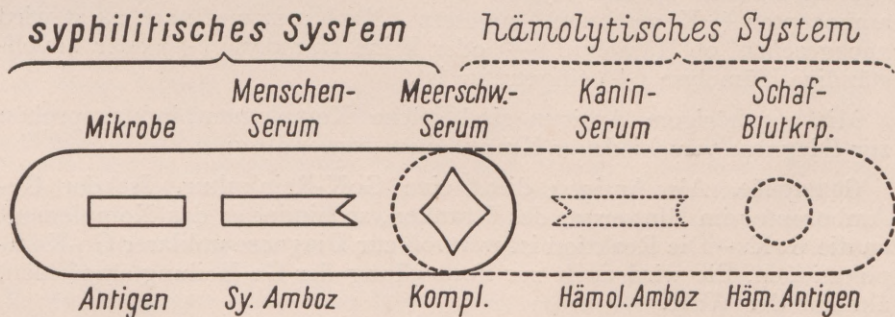 syphilitisches System hämolytisches System
Menschen- Meerschw.- Kanin- Schaf-
Mikrobe Serum Serum Serum Blutkrp.
Antigen Sy. Amboz Kompl. Hämol. Amboz Häm. Antigen